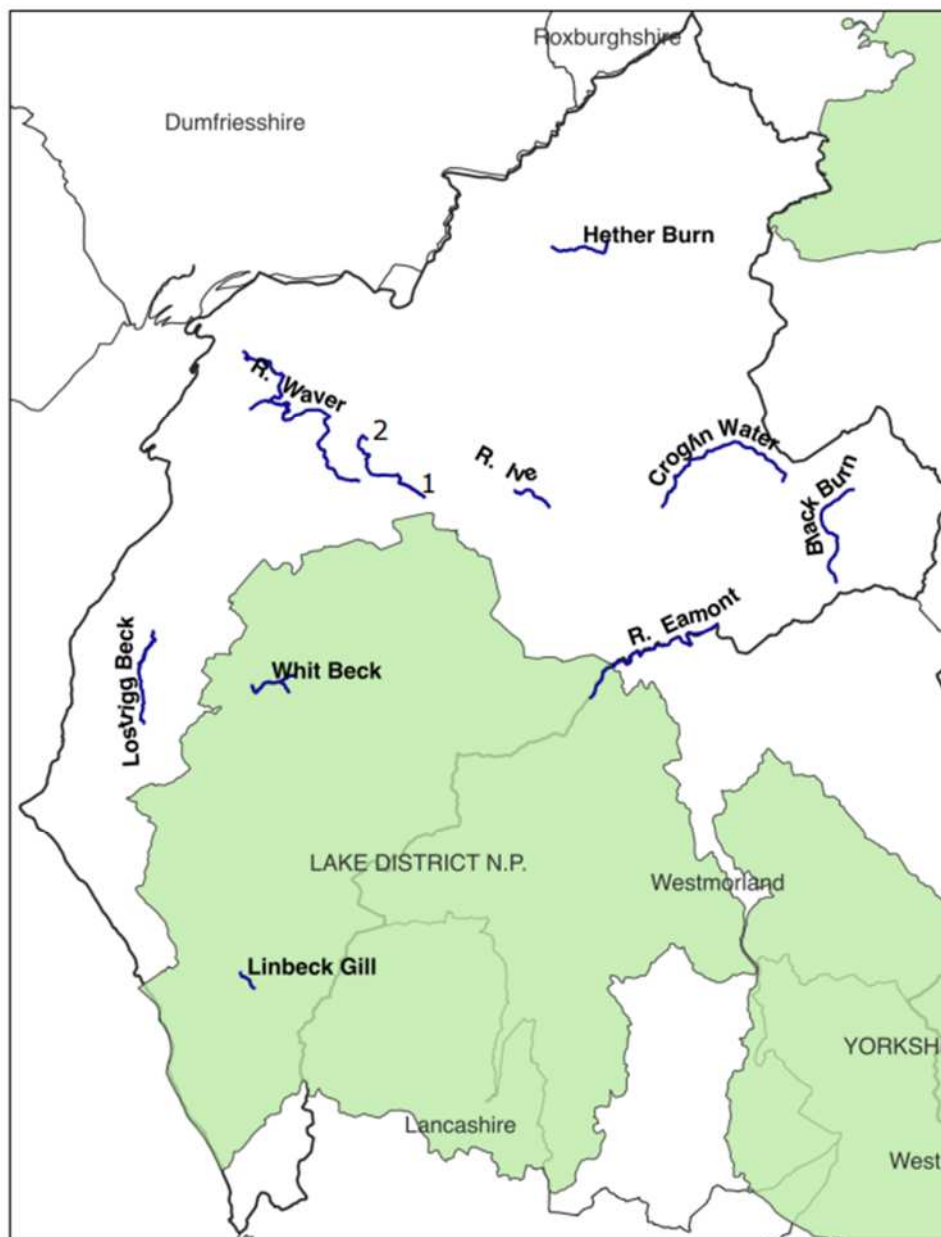 Roxburghshire
Dumfriesshire
Hether Burn
R. Waver
2
1
R. Ive
Croglin Water
Black Burn
R. Eamont
Lostrigg Beck
Whit Beck
LAKE DISTRICT N.P.
Westmorland
Linbeck Gill
YORKSH
Lancashire
West